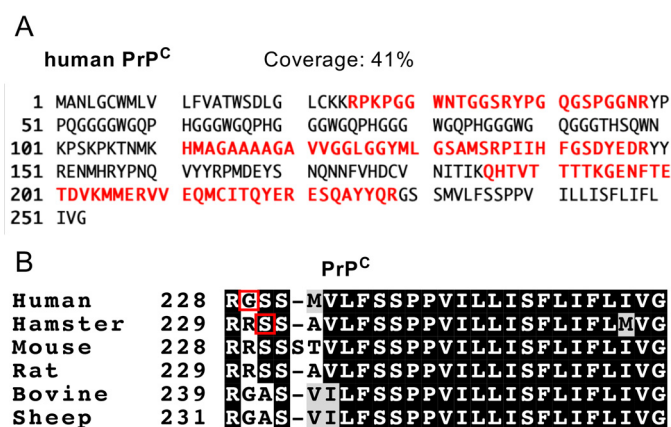 A
human PrPC Coverage: 41%
1 MANLGCWMLV LFVATWSDLG LCKKRPKPGG WNTGGSRYPG QGSPGGNRYP
51 PQGGGGWGQP HGGGWGQPHG GGWGQPHGGG WGQPHGGGWG QGGGTHSQWN
101 KPSKPKTNMK HMAGAAAAGA VVGGLGGYML GSAMSRPIIH FGSDYEDRYY
151 RENMHRYPNQ VYYRPMDEYS NQNNFVHDCV NITIKQHTVT TTTKGENFTE
201 TDVKMMERVV EQMCITQYER ESQAYYQRGS SMVLFSSPPV ILLISFLIFL
251 IVG
B
PrPC
Human 228 RGSS-MVLFSSPPVILLISFLIFLIVG
Hamster 229 RRSS-AVLFSSPPVILLISFLIFLMVG
Mouse 228 RRSSSTVLFSSPPVILLISFLIFLIVG
Rat 229 RRSS-AVLFSSPPVILLISFLIFLIVG
Bovine 239 RGAS-VILFSSPPVILLISFLIFLIVG
Sheep 231 RGAS-VILFSSPPVILLISFLIFLIVG